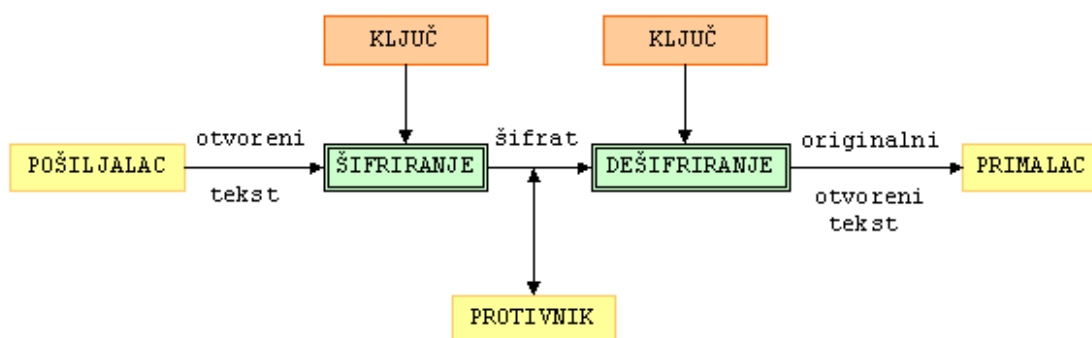 KLJUČ
KLJUČ
POŠILJALAC
otvoreni
tekst
ŠIFRIRANJE
šifrat
DEŠIFRIRANJE
originalni
otvoreni
tekst
PRIMALAC
PROTIVNIK